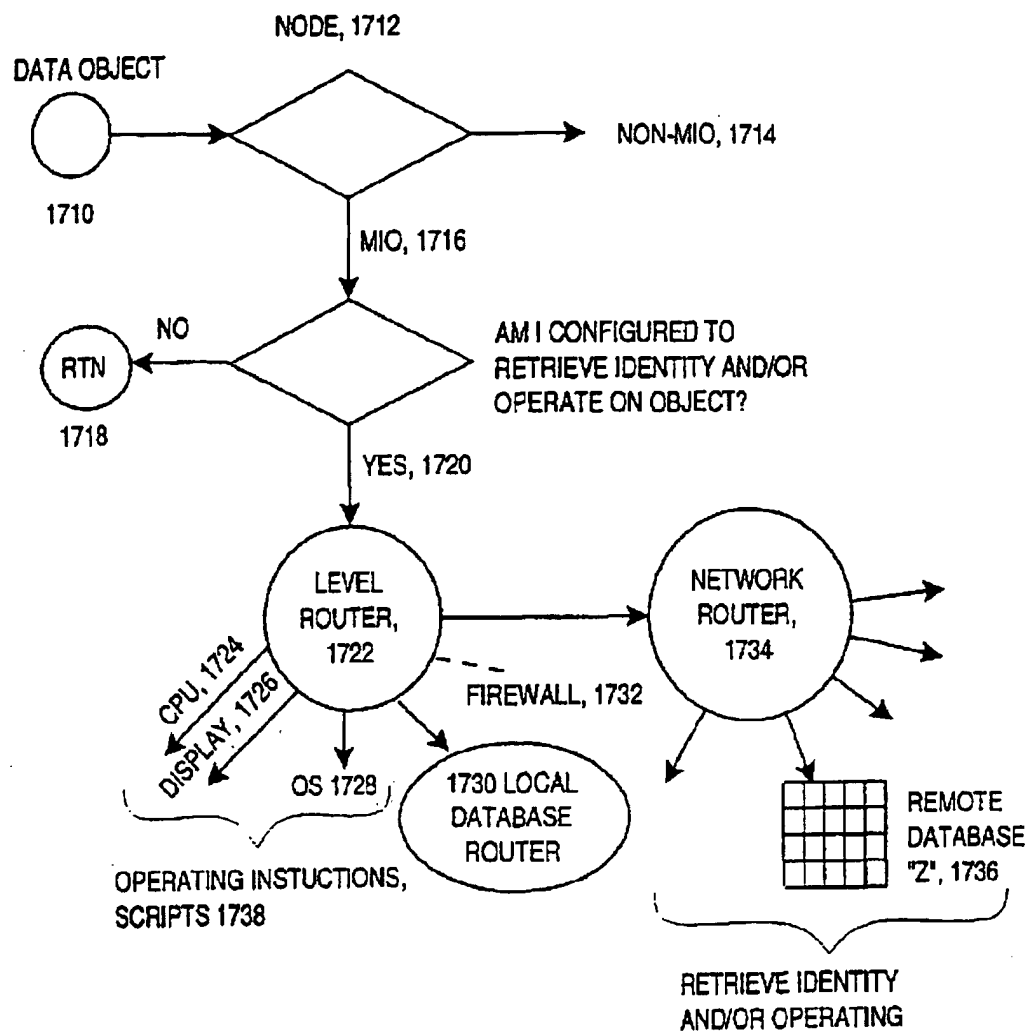 NODE, 1712
DATA OBJECT
1710
NON-MIO, 1714
MIO, 1716
NO
RTN
1718
AM I CONFIGURED TO
RETRIEVE IDENTITY AND/OR
OPERATE ON OBJECT?
YES, 1720
LEVEL
ROUTER,
1722
NETWORK
ROUTER,
1734
CPU, 1724
DISPLAY, 1726
FIREWALL, 1732
OS 1728
1730 LOCAL
DATABASE
ROUTER
REMOTE
DATABASE
"Z", 1736
OPERATING INSTUCTIONS,
SCRIPTS 1738
RETRIEVE IDENTITY
AND/OR OPERATING